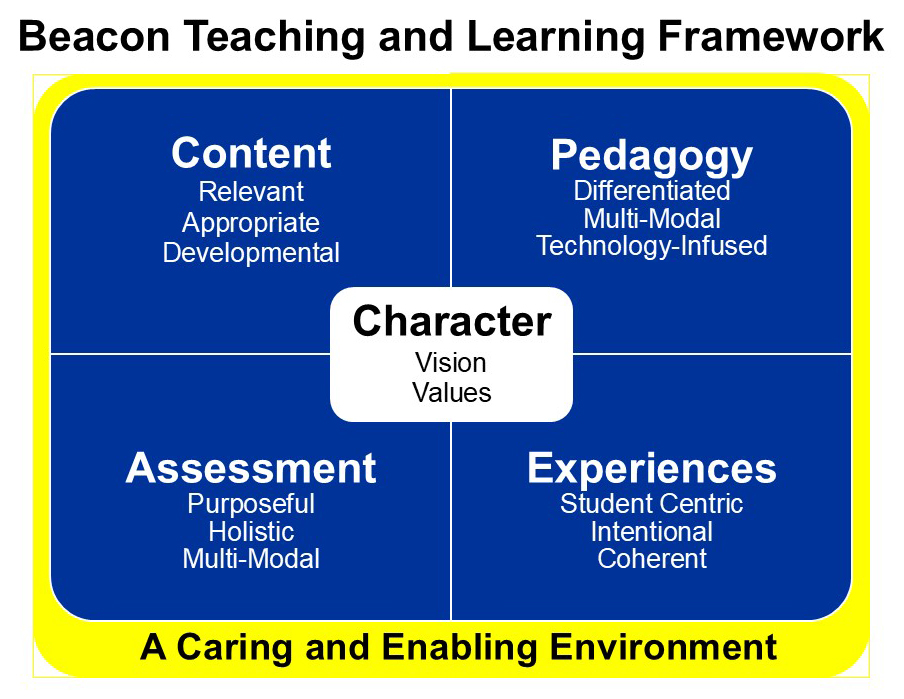 Beacon Teaching and Learning Framework
Content
Relevant
Appropriate
Developmental
Pedagogy
Differentiated
Multi-Modal
Technology-Infused
Character
Vision
Values
Assessment
Purposeful
Holistic
Multi-Modal
Experiences
Student Centric
Intentional
Coherent
A Caring and Enabling Environment